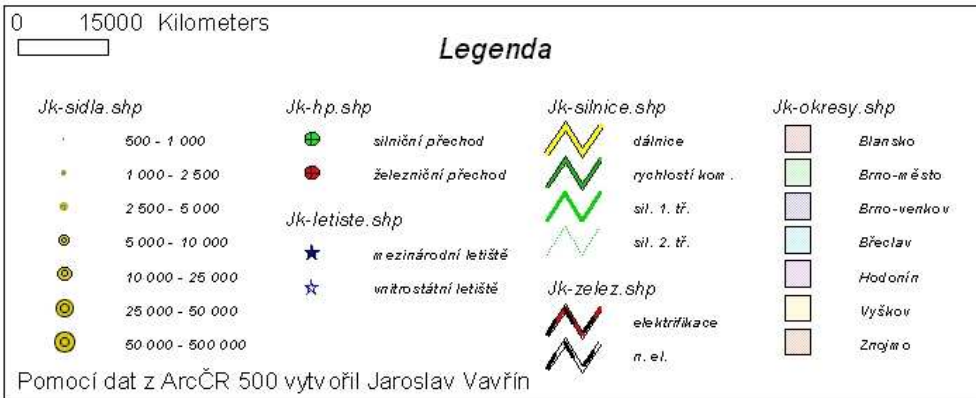 0 15000 Kilometers
Legenda
Jk-sidla.shp
500 - 1 000
1 000 - 2 500
2 500 - 5 000
5 000 - 10 000
10 000 - 25 000
25 000 - 50 000
50 000 - 500 000
Jk-hp.shp
silniční přechod
železniční přechod
Jk-letiste.shp
mezinárodní letiště
vnitrostátní letiště
Jk-silnice.shp
dálnice
rychlostí kom.
sil. 1. tř.
sil. 2. tř.
Jk-zelez.shp
elektrifikace
n. el.
Jk-okresy.shp
Blansko
Brno-město
Brno-venkov
Břeclav
Hodonín
Vyškov
Znojmo
Pomocí dat z ArcČR 500 vytvořil Jaroslav Vavřín